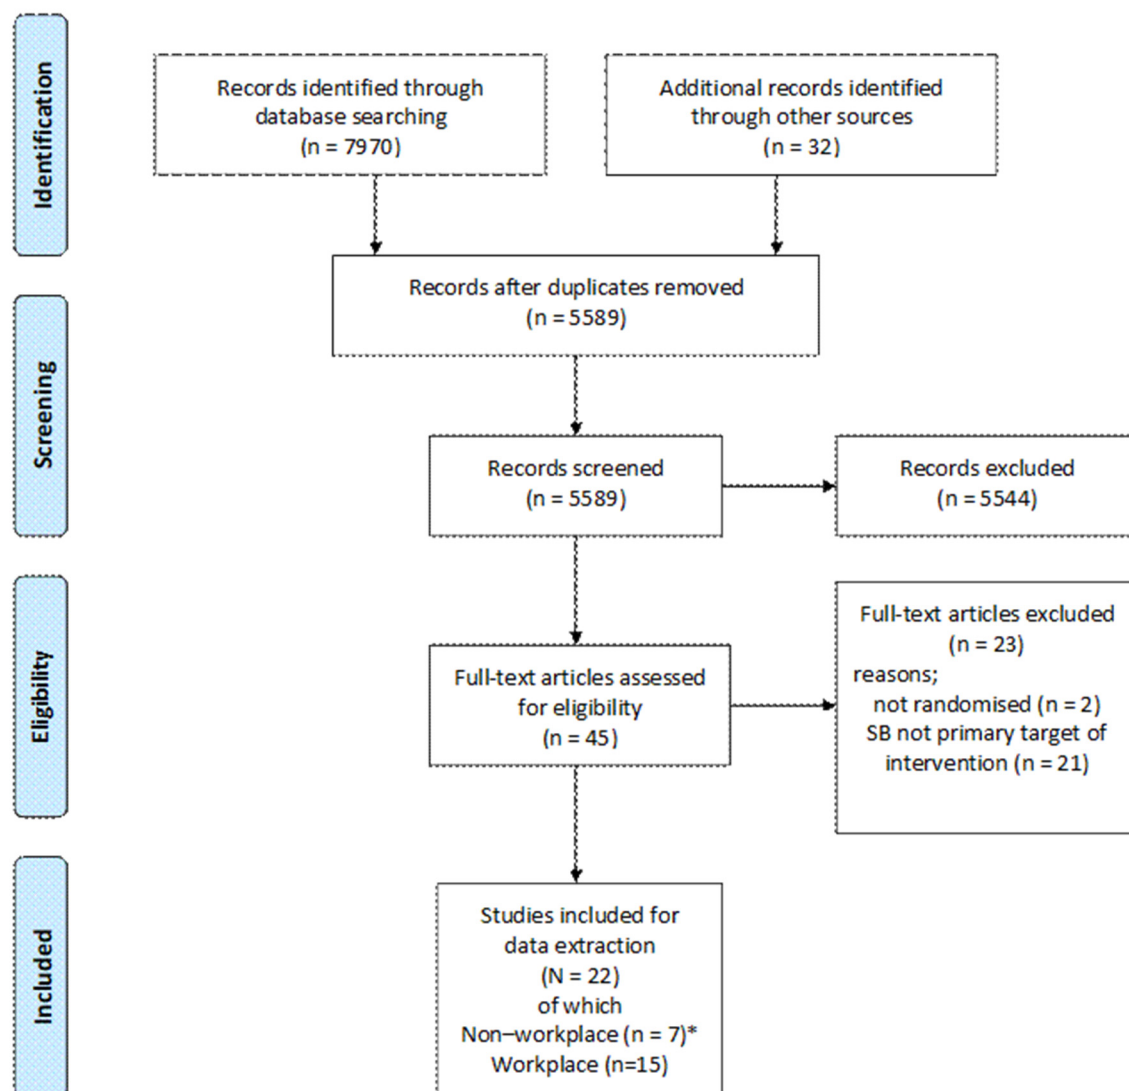 Identification
Records identified through
database searching
(n = 7970)
Additional records identified
through other sources
(n = 32)
Records after duplicates removed
(n = 5589)
Screening
Records screened
(n = 5589)
Records excluded
(n = 5544)
Eligibility
Full-text articles assessed
for eligibility
(n = 45)
Full-text articles excluded
(n = 23)
reasons;
not randomised (n = 2)
SB not primary target of
intervention (n = 21)
Included
Studies included for
data extraction
(N = 22)
of which
Non–workplace (n = 7)*
Workplace (n=15)